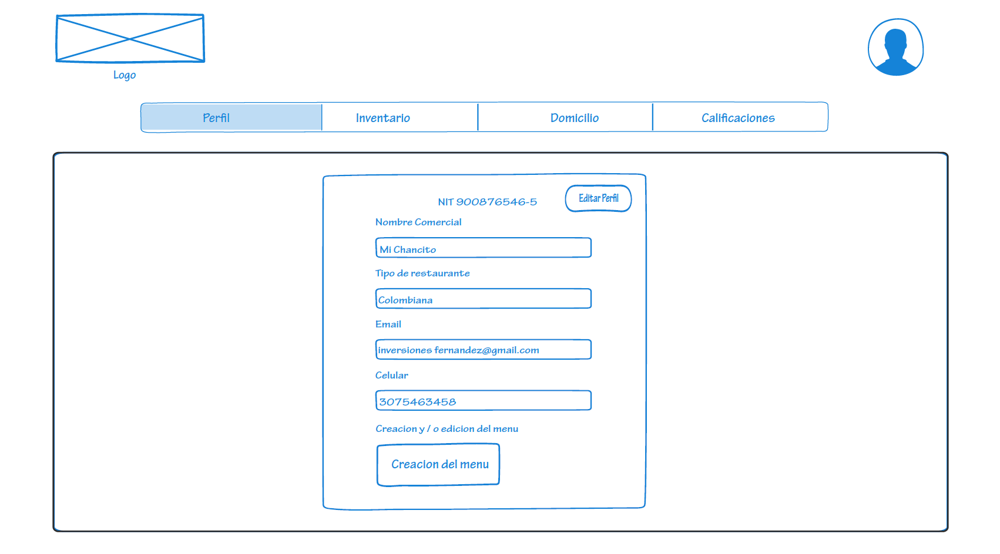 Logo
Perfil
Inventario
Domicilio
Calificaciones
NIT 900876546-5
Editar Perfil
Nombre Comercial
Mi Chancito
Tipo de restaurante
Colombiana
Email
inversiones fernandez@gmail.com
Celular
3075463458
Creacion y / o edicion del menu
Creacion del menu